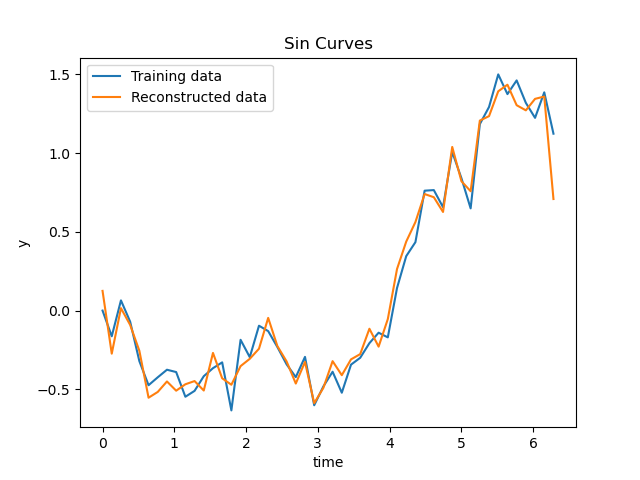 Sin Curves
Training data
Reconstructed data
1.5
1.0
0.5
0.0
−0.5
y
0 1 2 3 4 5 6
time